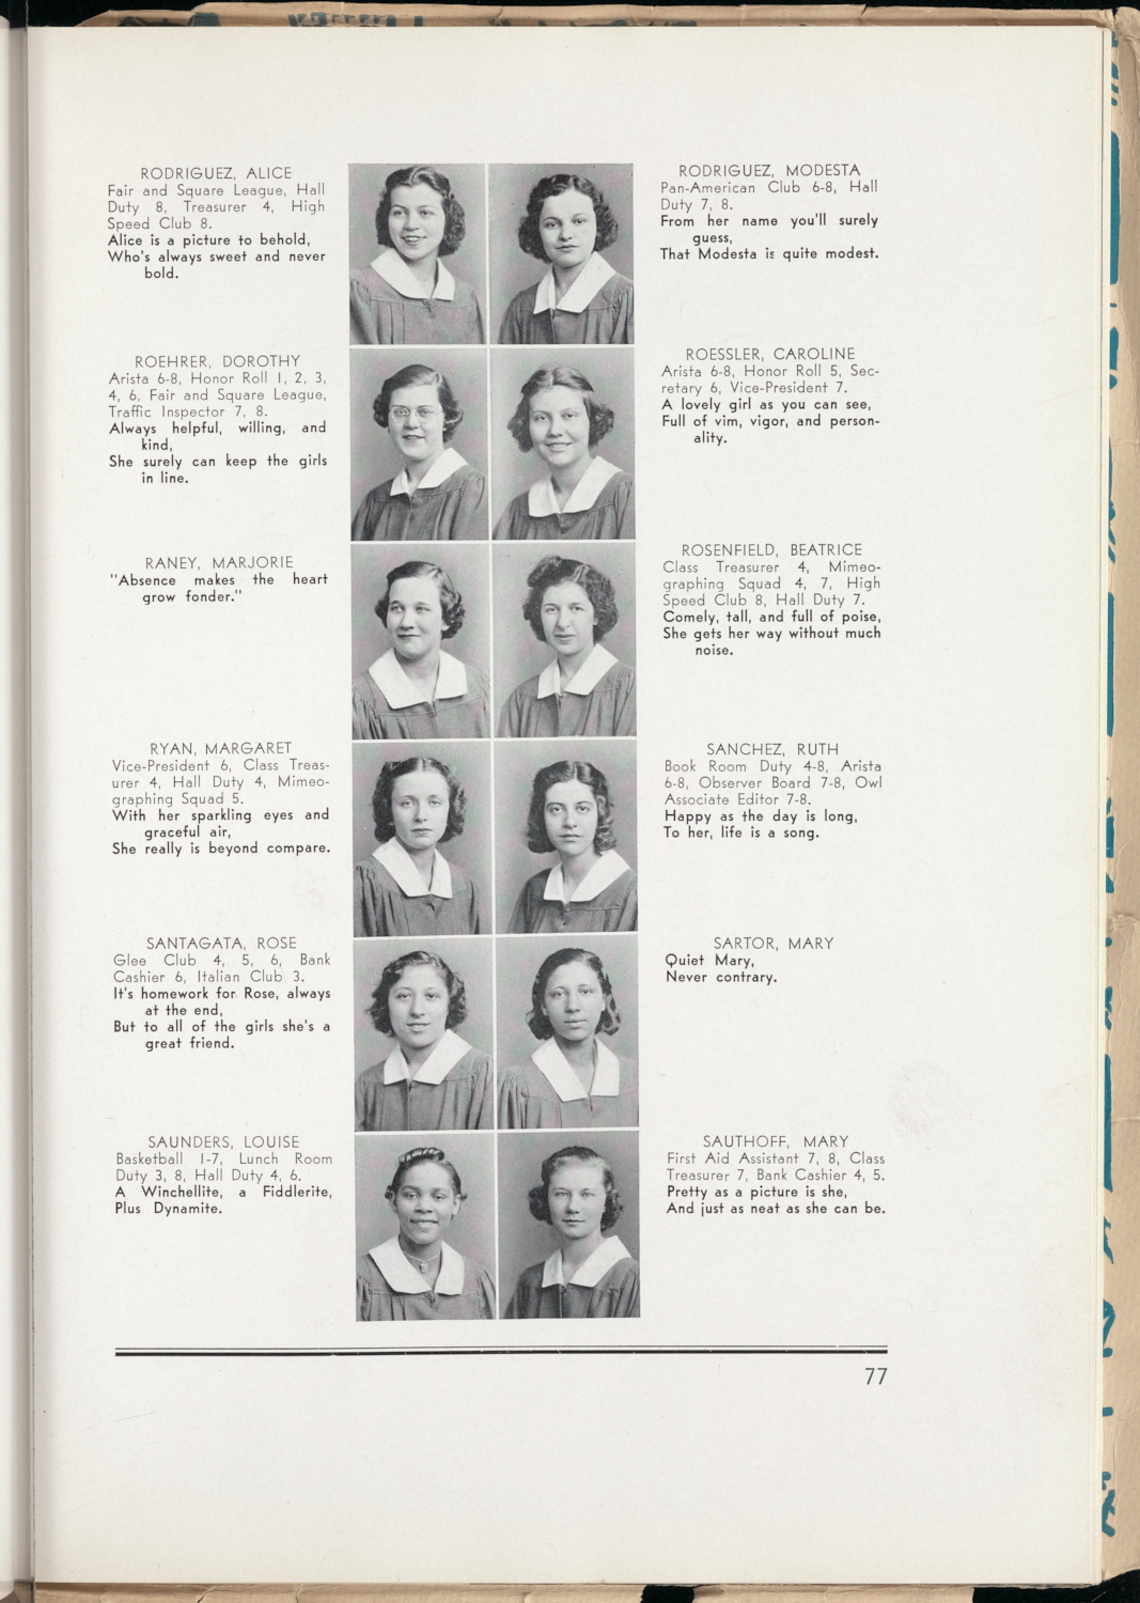 RODRIGUEZ, ALICE
Fair and Square League, Hall
Duty 8, Treasurer 4, High
Speed Club 8.
Alice is a picture to behold,
Who's always sweet and never
bold.
RODRIGUEZ, MODESTA
Pan-American Club 6-8, Hall
Duty 7, 8.
From her name you'll surely
guess,
That Modesta is quite modest.
ROEHRER, DOROTHY
Arista 6-8, Honor Roll 1, 2, 3,
4, 6, Fair and Square League,
Traffic Inspector 7, 8.
Always helpful, willing, and
kind,
She surely can keep the girls
in line.
ROESSLER, CAROLINE
Arista 6-8, Honor Roll 5, Sec-
retary 6, Vice-President 7.
A lovely girl as you can see,
Full of vim, vigor, and person-
ality.
RANEY, MARJORIE
"Absence makes the heart
grow fonder."
ROSENFIELD, BEATRICE
Class Treasurer 4, Mimeo-
graphing Squad 4, 7, High
Speed Club 8, Hall Duty 7.
Comely, tall, and full of poise,
She gets her way without much
noise.
RYAN, MARGARET
Vice-President 6, Class Treas-
urer 4, Hall Duty 4, Mimeo-
graphing Squad 5.
With her sparkling eyes and
graceful air,
She really is beyond compare.
SANCHEZ, RUTH
Book Room Duty 4-8, Arista
6-8, Observer Board 7-8, Owl
Associate Editor 7-8.
Happy as the day is long,
To her, life is a song.
SANTAGATA, ROSE
Glee Club 4, 5, 6, Bank
Cashier 6, Italian Club 3.
It's homework for Rose, always
at the end,
But to all of the girls she's a
great friend.
SARTOR, MARY
Quiet Mary,
Never contrary.
SAUNDERS, LOUISE
Basketball 1-7, Lunch Room
Duty 3, 8, Hall Duty 4, 6.
A Winchellite, a Fiddlerite,
Plus Dynamite.
SAUTHOFF, MARY
First Aid Assistant 7, 8, Class
Treasurer 7, Bank Cashier 4, 5.
Pretty as a picture is she,
And just as neat as she can be.
77